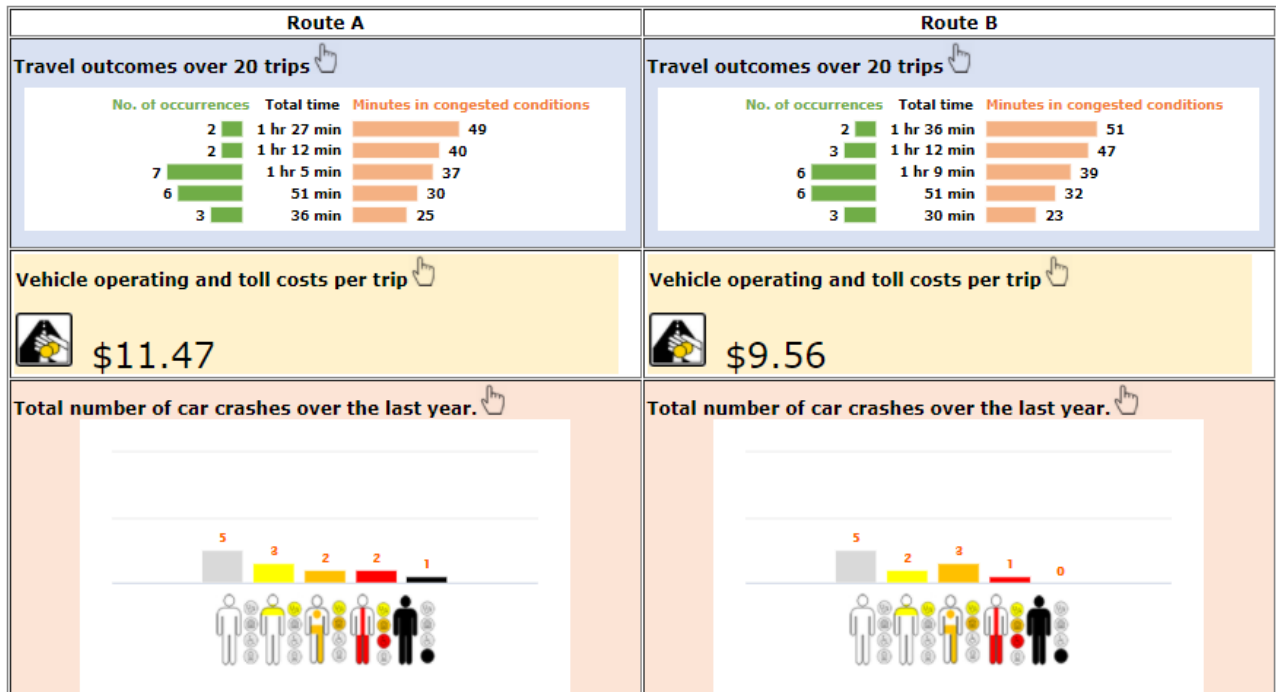 Route A
Route B
Travel outcomes over 20 trips
No. of occurrences Total time Minutes in congested conditions
2 1 hr 27 min 49
2 1 hr 12 min 40
7 1 hr 5 min 37
6 51 min 30
3 36 min 25
Travel outcomes over 20 trips
No. of occurrences Total time Minutes in congested conditions
2 1 hr 36 min 51
3 1 hr 12 min 47
6 1 hr 9 min 39
6 51 min 32
3 30 min 23
Vehicle operating and toll costs per trip
$11.47
Vehicle operating and toll costs per trip
$9.56
Total number of car crashes over the last year.
5 3 2 2 1
Total number of car crashes over the last year.
5 2 3 1 0